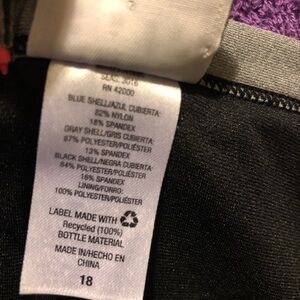 RN 42000
BLUE SHELL/AZUL CUBIERTA:
82% NYLON
18% SPANDEX
GRAY SHELL/GRIS CUBIERTA:
87% POLYESTER/POLIÉSTER
13% SPANDEX
BLACK SHELL/NEGRA CUBIERTA:
84% POLYESTER/POLIÉSTER
16% SPANDEX
LINING/FORRO:
100% POLYESTER/POLIÉSTER
LABEL MADE WITH
Recycled (100%)
BOTTLE MATERIAL
MADE IN/HECHO EN
CHINA
18